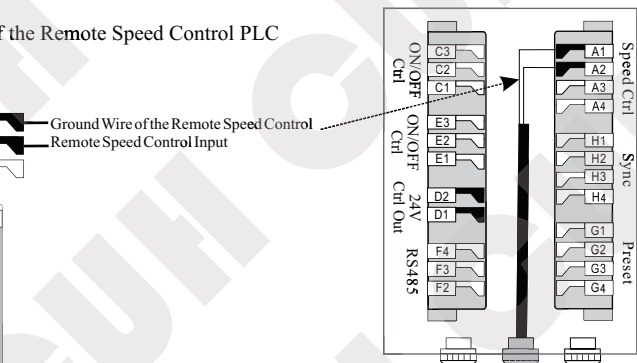 f the Remote Speed Control PLC
Ground Wire of the Remote Speed Control
Remote Speed Control Input
ON/OFF Ctrl
C3
C2
C1
ON/OFF Ctrl
E3
E2
E1
24V Ctrl Out
D2
D1
RS485
F4
F3
F2
A1
A2
A3
A4
Speed Ctrl
H1
H2
H3
H4
Sync
G1
G2
G3
G4
Preset